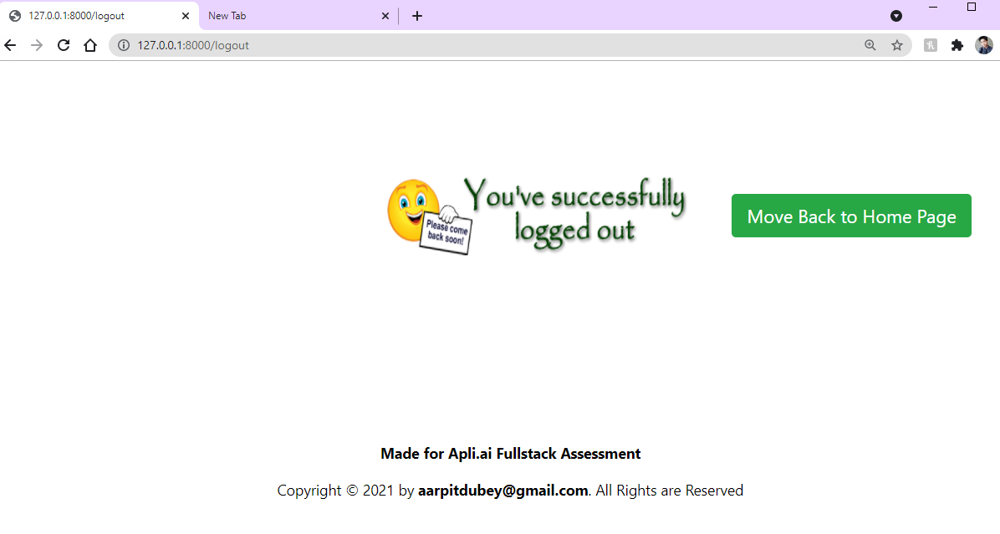 127.0.0.1:8000/logout
New Tab
127.0.0.1:8000/logout
You've successfully
logged out
Please come
back soon!
Move Back to Home Page
Made for Apli.ai Fullstack Assessment
Copyright © 2021 by aarpitdubey@gmail.com. All Rights are Reserved